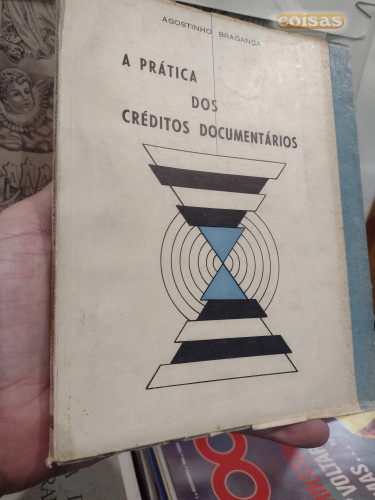 coisas
AGOSTINHO BRAGANÇA
A PRÁTICA
DOS
CRÉDITOS DOCUMENTÁRIOS